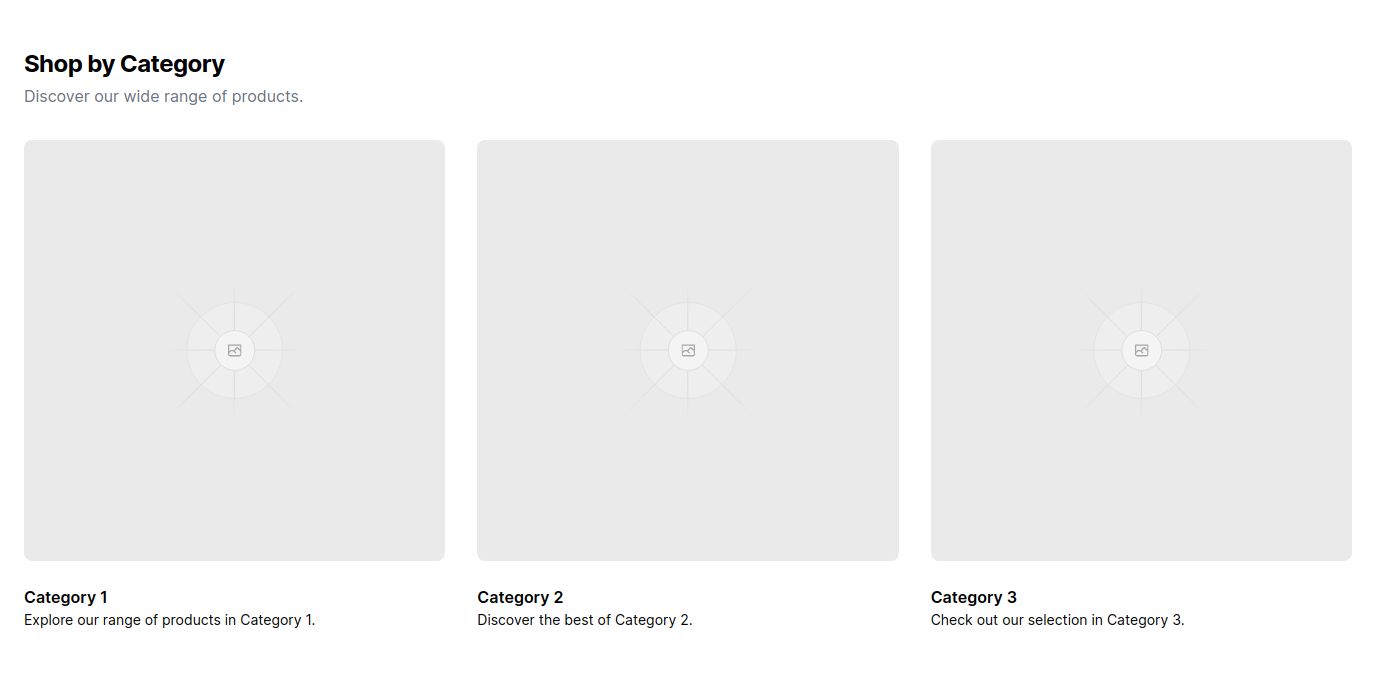 Shop by Category
Discover our wide range of products.
Category 1
Explore our range of products in Category 1.
Category 2
Discover the best of Category 2.
Category 3
Check out our selection in Category 3.